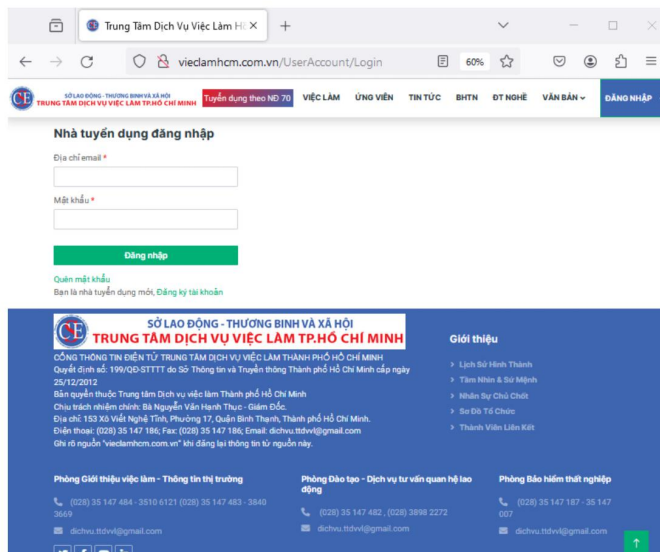 Trung Tâm Dịch Vụ Việc Làm Hồ
vieclamhcm.com.vn/UserAccount/Login
60%
SỞ LAO ĐỘNG - THƯƠNG BINH VÀ XÃ HỘI
TRUNG TÂM DỊCH VỤ VIỆC LÀM TP.HỒ CHÍ MINH
Tuyển dụng theo NĐ 70
VIỆC LÀM
ỨNG VIÊN
TIN TỨC
BHTN
ĐT NGHỀ
VĂN BẢN
ĐĂNG NHẬP
Nhà tuyển dụng đăng nhập
Địa chỉ email *
Mật khẩu *
Đăng nhập
Quên mật khẩu
Bạn là nhà tuyển dụng mới, Đăng ký tài khoản
CE
SỞ LAO ĐỘNG - THƯƠNG BINH VÀ XÃ HỘI
TRUNG TÂM DỊCH VỤ VIỆC LÀM TP.HỒ CHÍ MINH
CỔNG THÔNG TIN ĐIỆN TỬ TRUNG TÂM DỊCH VỤ VIỆC LÀM THÀNH PHỐ HỒ CHÍ MINH
Quyết định số: 199/QĐ-STTTT do Sở Thông tin và Truyền thông Thành phố Hồ Chí Minh cấp ngày
25/12/2012
Bản quyền thuộc Trung tâm Dịch vụ việc làm Thành phố Hồ Chí Minh
Chịu trách nhiệm chính: Bà Nguyễn Văn Hạnh Thục - Giám Đốc.
Địa chỉ: 153 Xô Viết Nghệ Tĩnh, Phường 17, Quận Bình Thạnh, Thành phố Hồ Chí Minh.
Điện thoại: (028) 35 147 186; Fax: (028) 35 147 186; Email: dichvu.ttdvvl@gmail.com
Ghi rõ nguồn "vieclamhcm.com.vn" khi đăng lại thông tin từ nguồn này.
Giới thiệu
> Lịch Sử Hình Thành
> Tầm Nhìn & Sứ Mệnh
> Nhân Sự Chủ Chốt
> Sơ Đồ Tổ Chức
> Thành Viên Liên Kết
Phòng Giới thiệu việc làm - Thông tin thị trường
(028) 35 147 484 - 3510 6121 (028) 35 147 483 - 3840
3669
dichvu.ttdvvl@gmail.com
Phòng Đào tạo - Dịch vụ tư vấn quan hệ lao
động
(028) 35 147 482 , (028) 3898 2272
dichvu.ttdvvl@gmail.com
Phòng Bảo hiểm thất nghiệp
(028) 35 147 187 - 35 147
007
dichvu.ttdvvl@gmail.com